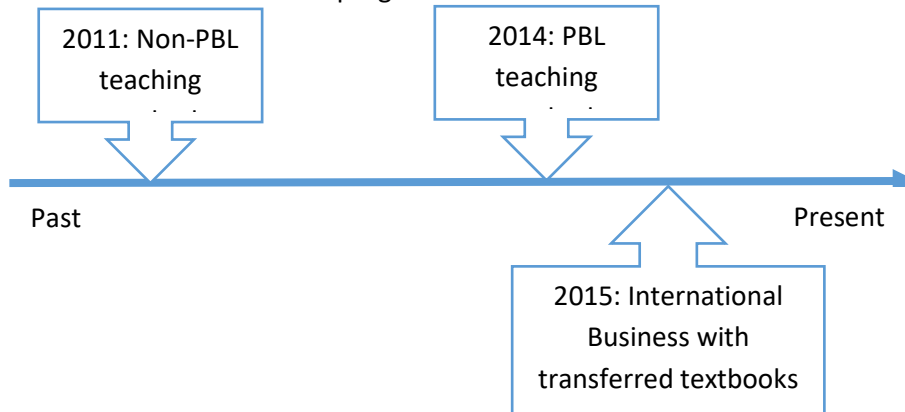 2011: Non-PBL
teaching
2014: PBL
teaching
Past
Present
2015: International
Business with
transferred textbooks